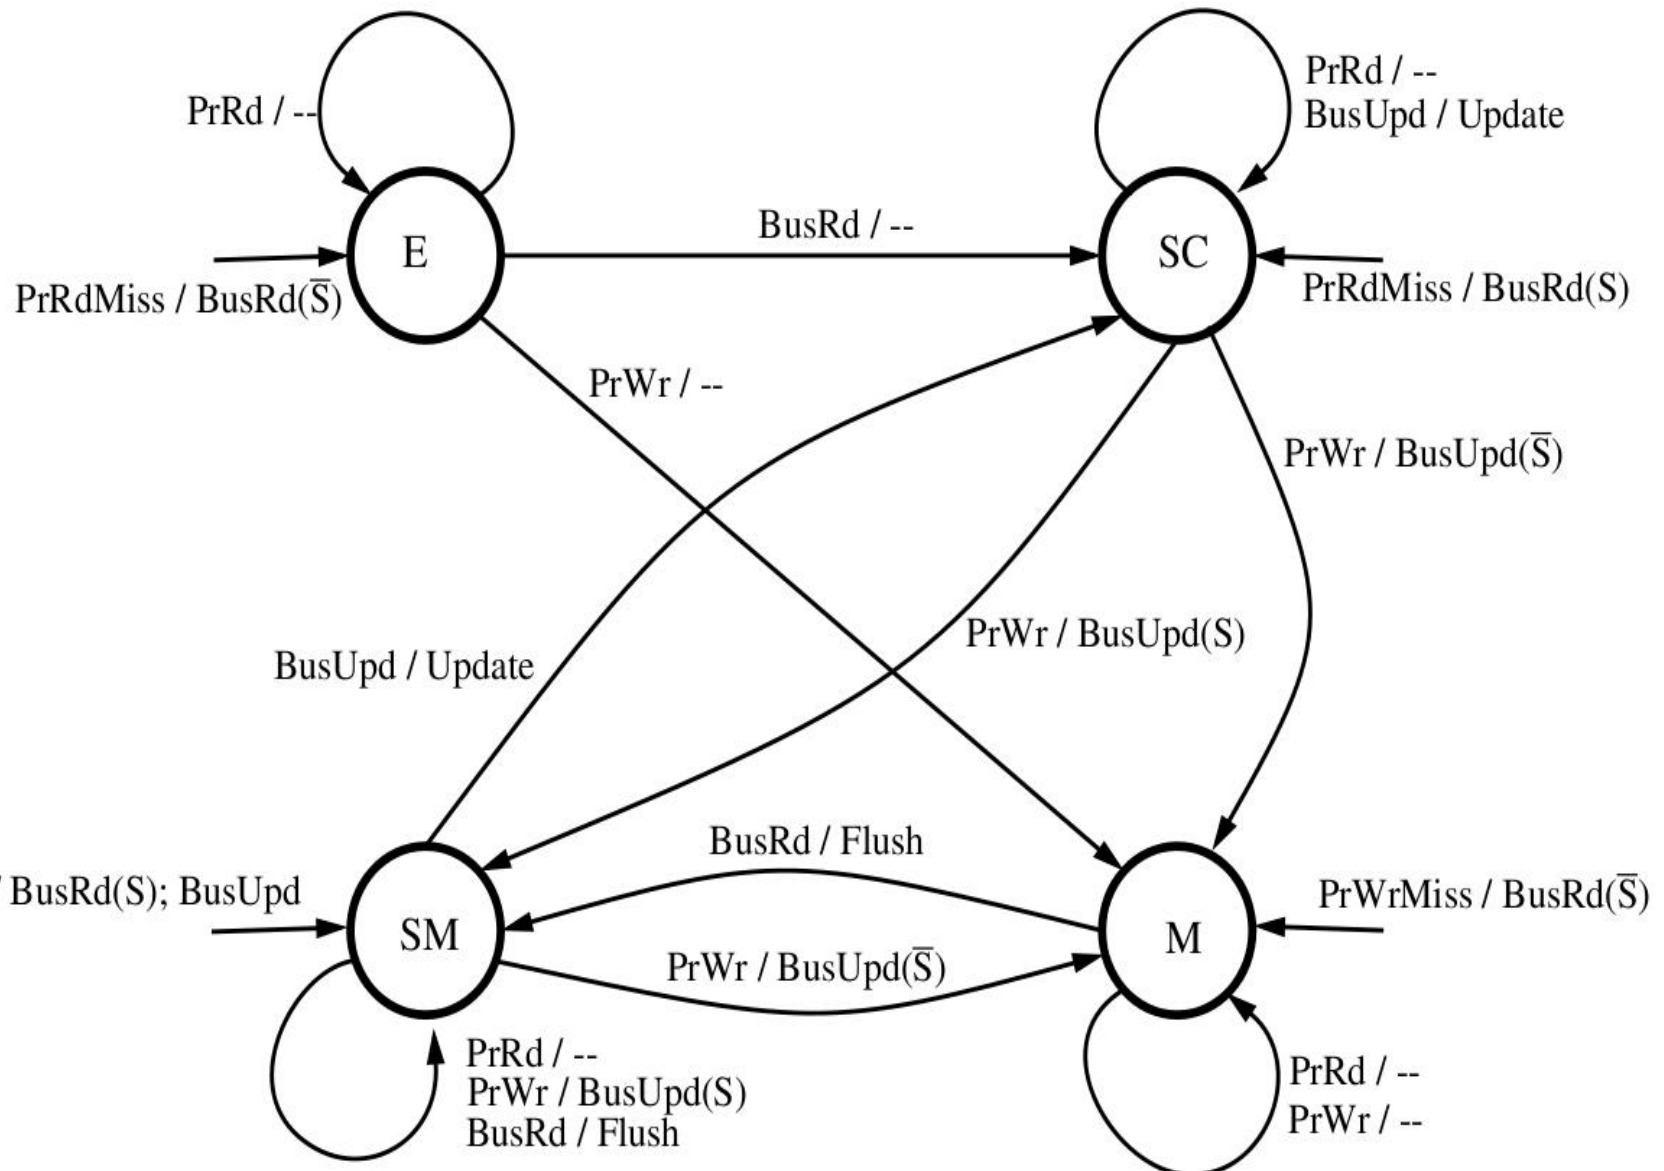 PrRd / --
PrRd / --
BusUpd / Update
BusRd / --
E
SC
PrRdMiss / BusRd(S̅)
PrRdMiss / BusRd(S)
PrWr / --
PrWr / BusUpd(S̅)
PrWr / BusUpd(S)
BusUpd / Update
BusRd / Flush
/ BusRd(S); BusUpd
PrWrMiss / BusRd(S̅)
SM
M
PrWr / BusUpd(S̅)
PrRd / --
PrWr / BusUpd(S)
BusRd / Flush
PrRd / --
PrWr / --